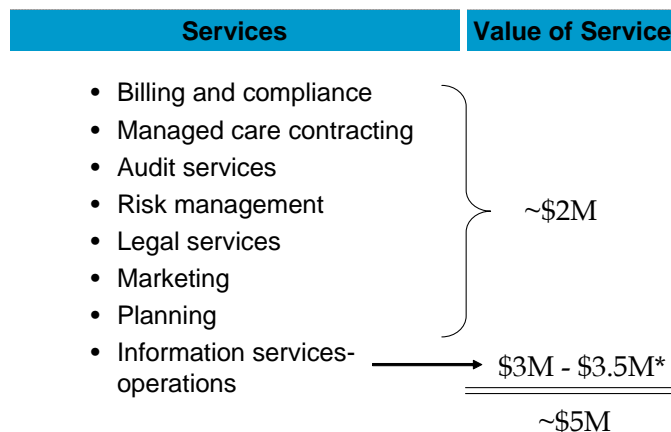 Services Value of Service
• Billing and compliance
• Managed care contracting
• Audit services
• Risk management
~$2M
• Legal services
• Marketing
• Planning
• Information services-
operations
$3M - $3.5M*
~$5M